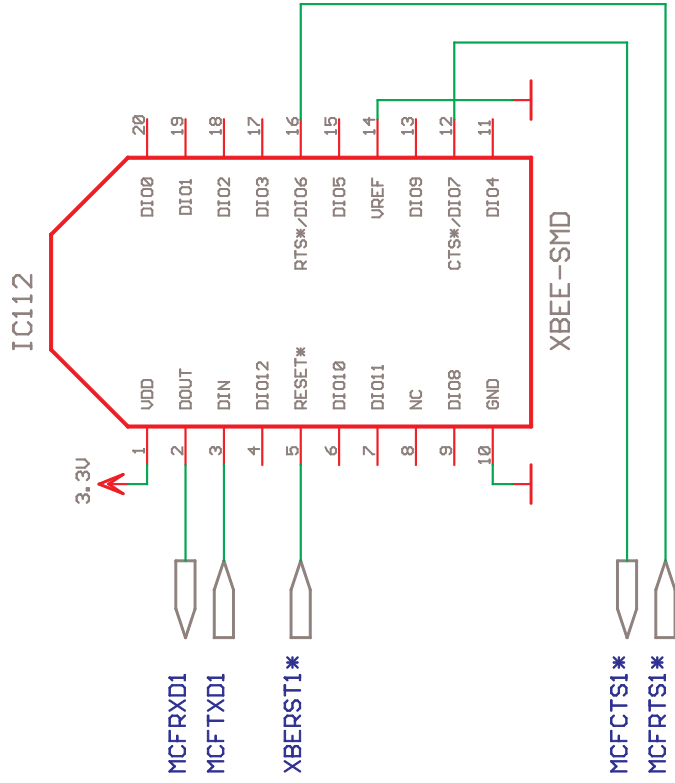 IC112
20
19
18
17
16
15
14
13
12
11
DIO0
DIO1
DIO2
DIO3
RTS*/DIO6
DIO5
VREF
DIO9
CTS*/DIO7
DIO4
XBEE-SMD
VDD
DOUT
DIN
DIO12
RESET*
DIO10
DIO11
NC
DIO8
GND
1
2
3
4
5
6
7
8
9
10
3.3V
MCFRXD1
MCFTXD1
XBERST1*
MCFCTS1*
MCFRTS1*